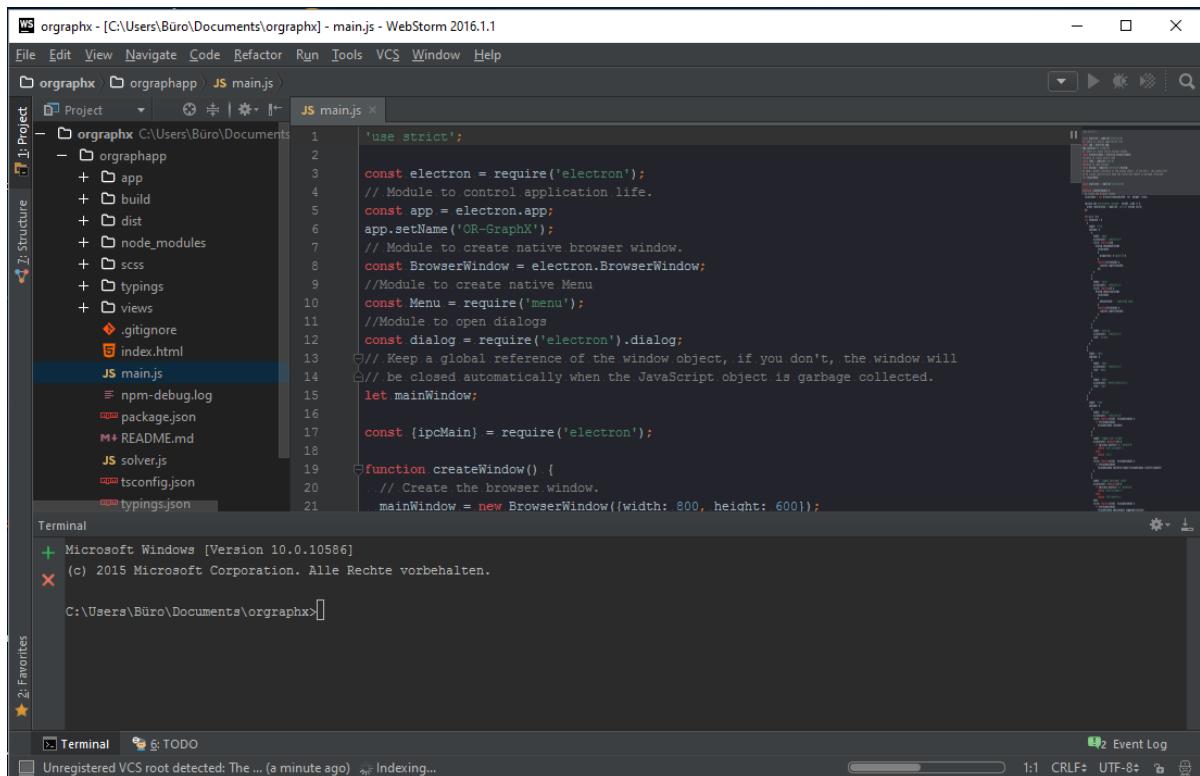 WS orgraphx - [C:\Users\Büro\Documents\orgraphx] - main.js - WebStorm 2016.1.1
File Edit View Navigate Code Refactor Run Tools VCS Window Help
orgraphx orgraphapp JS main.js
1: Project
7: Structure
2: Favorites
Project
orgraphx C:\Users\Büro\Documents
orgraphapp
app
build
dist
node_modules
scss
typings
views
.gitignore
index.html
JS main.js
npm-debug.log
package.json
M+ README.md
JS solver.js
tsconfig.json
typings.json
JS main.js
1 'use strict';
2
3 const electron = require('electron');
4 // Module to control application life.
5 const app = electron.app;
6 app.setName('OR-GraphX');
7 // Module to create native browser window.
8 const BrowserWindow = electron.BrowserWindow;
9 //Module to create native Menu
10 const Menu = require('menu');
11 //Module to open dialogs
12 const dialog = require('electron').dialog;
13 // Keep a global reference of the window object, if you don't, the window will
14 // be closed automatically when the JavaScript object is garbage collected.
15 let mainWindow;
16
17 const {ipcMain} = require('electron');
18
19 function createWindow() {
20 // Create the browser window.
21 mainWindow = new BrowserWindow({width: 800, height: 600});
Terminal
Microsoft Windows [Version 10.0.10586]
(c) 2015 Microsoft Corporation. Alle Rechte vorbehalten.
C:\Users\Büro\Documents\orgraphx>
Terminal 6: TODO 2 Event Log
Unregistered VCS root detected: The ... (a minute ago) Indexing... 1:1 CRLF UTF-8